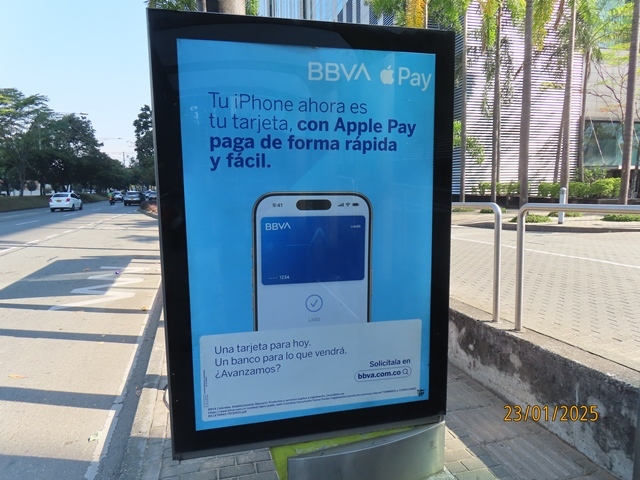 BBVA Pay
Tu iPhone ahora es
tu tarjeta, con Apple Pay
paga de forma rápida
y fácil.
9:41
BBVA
1234
Listo
Una tarjeta para hoy.
Un banco para lo que vendrá.
¿Avanzamos?
Solicítala en
bbva.com.co
23/01/2025